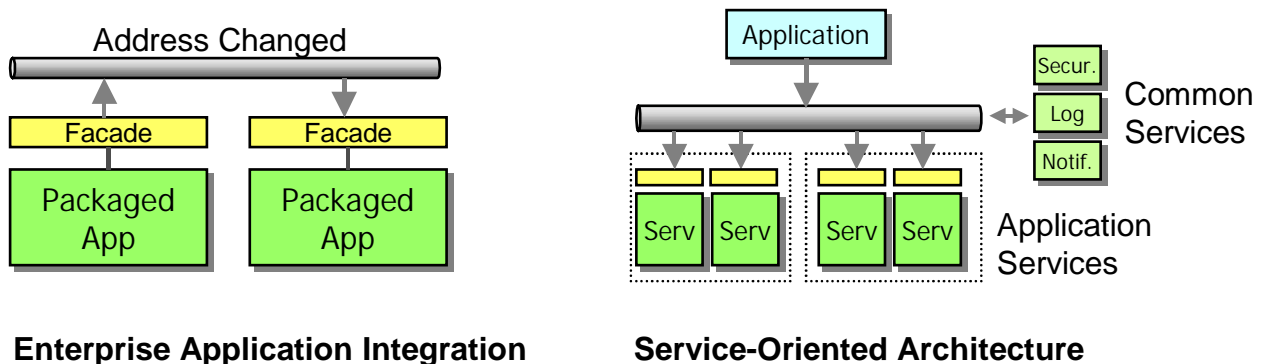 Address Changed
Facade
Facade
Packaged
App
Packaged
App
Enterprise Application Integration
Application
Secur.
Log
Notif.
Common
Services
Serv
Serv
Serv
Serv
Application
Services
Service-Oriented Architecture